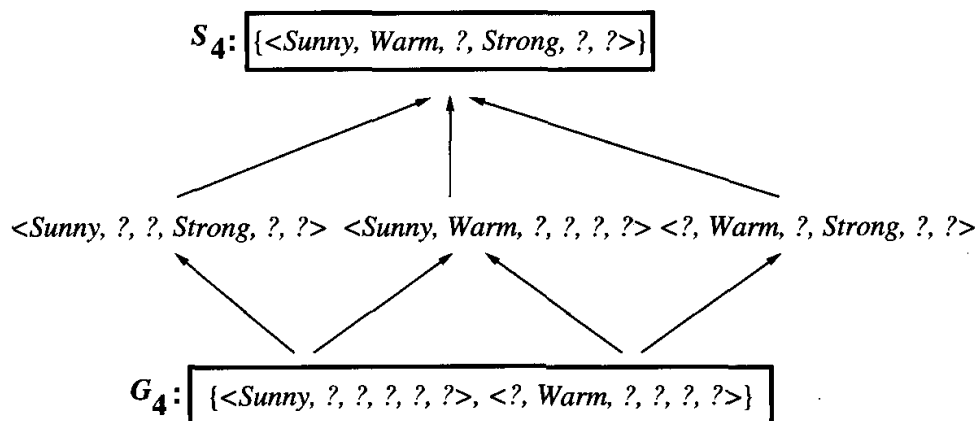 S4: {<Sunny, Warm, ?, Strong, ?, ?>}
<Sunny, ?, ?, Strong, ?, ?> <Sunny, Warm, ?, ?, ?, ?> <?, Warm, ?, Strong, ?, ?>
G4: {<Sunny, ?, ?, ?, ?, ?>, <?, Warm, ?, ?, ?, ?>}